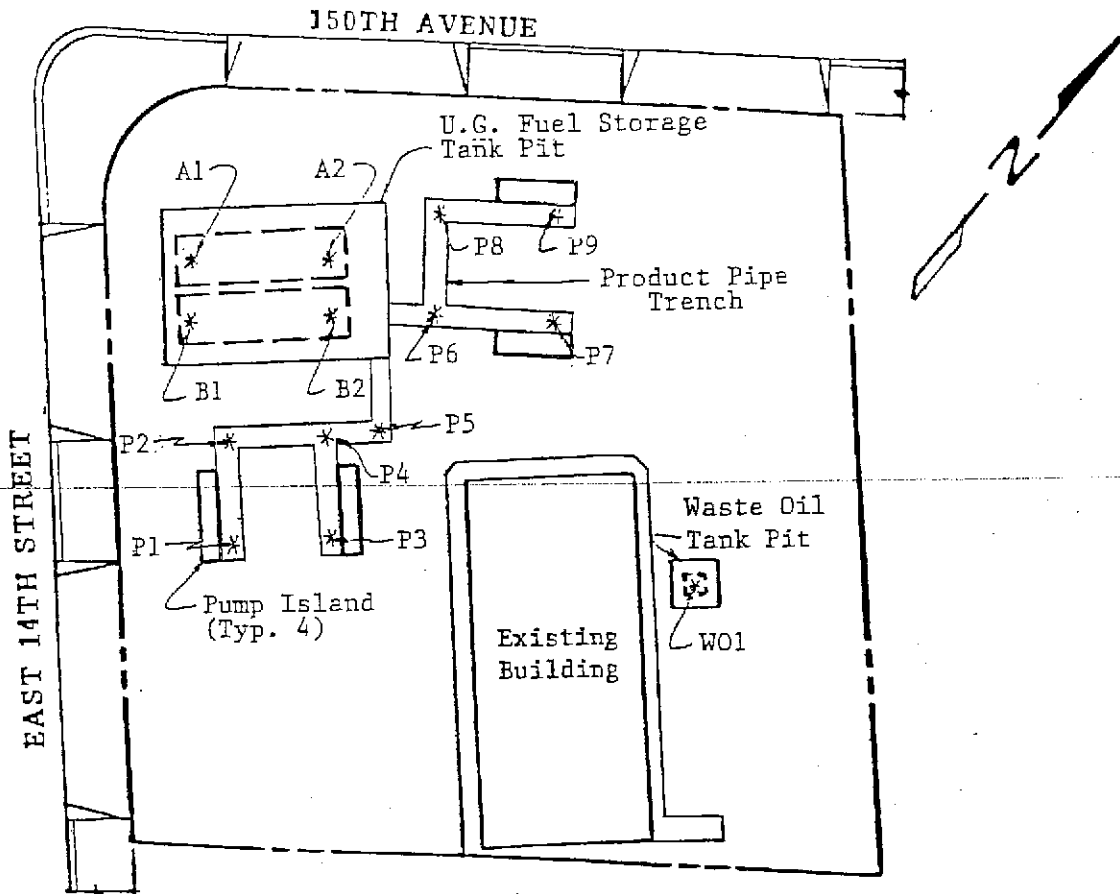 150TH AVENUE
U.G. Fuel Storage
Tank Pit
A1
A2
N
P8
P9
Product Pipe
Trench
P6
P7
B1
B2
P5
P2
P4
EAST 14TH STREET
Waste Oil
Tank Pit
P1
P3
Pump Island
(Typ. 4)
Existing
Building
WO1